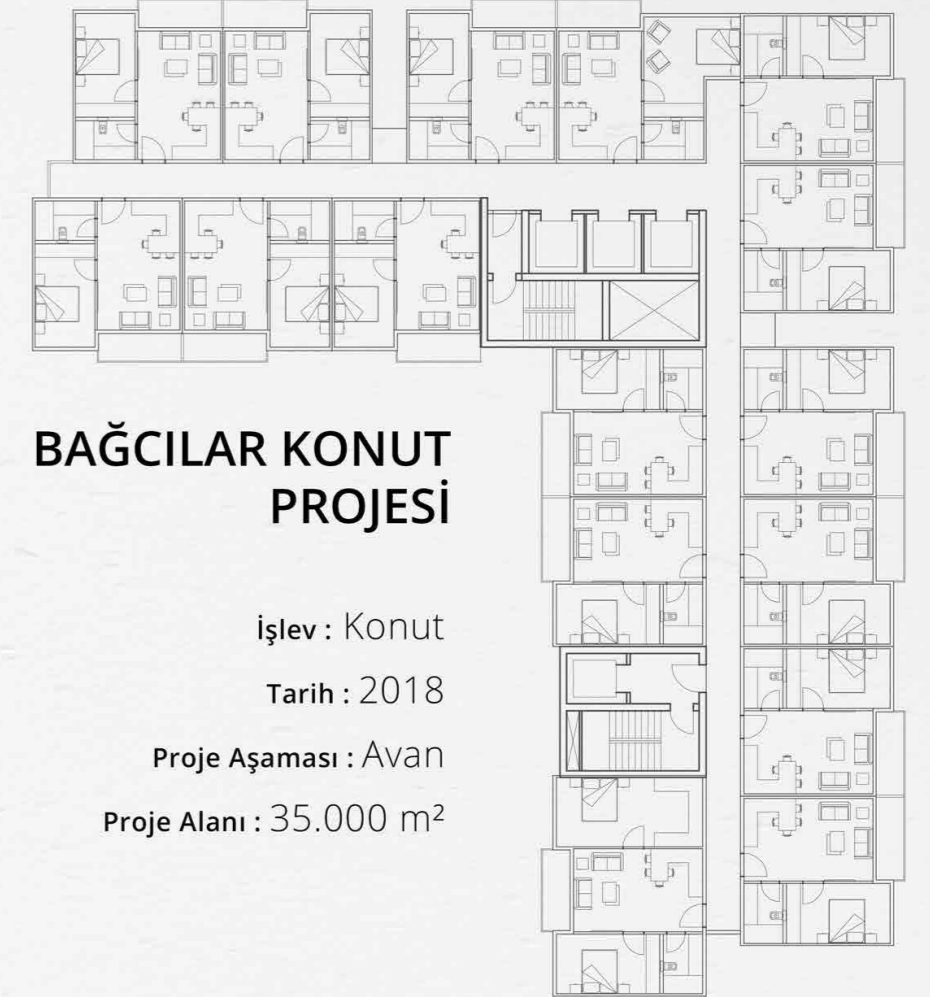 BAĞCILAR KONUT
PROJESİ
İşlev : Konut
Tarih : 2018
Proje Aşaması : Avan
Proje Alanı : 35.000 m²